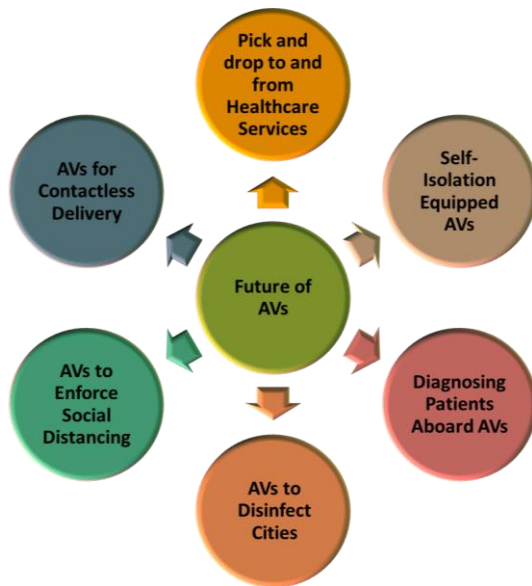 Pick and
drop to and
from
Healthcare
Services
AVs for
Contactless
Delivery
Self-
Isolation
Equipped
AVs
Future of
AVs
AVs to
Enforce
Social
Distancing
Diagnosing
Patients
Aboard AVs
AVs to
Disinfect
Cities